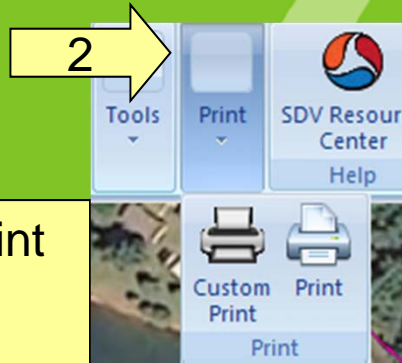 2
Tools
Print
SDV Resour
Center
Help
int
Custom
Print
Print
Print